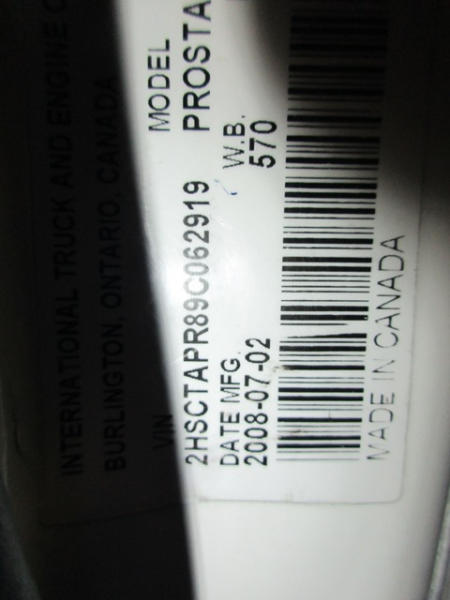 INTERNATIONAL TRUCK AND ENGINE
BURLINGTON, ONTARIO, CANADA
VIN MODEL
2HSCTAPR89C062919 PROSTA
DATE MFG. W.B.
2008-07-02 570
MADE IN CANADA